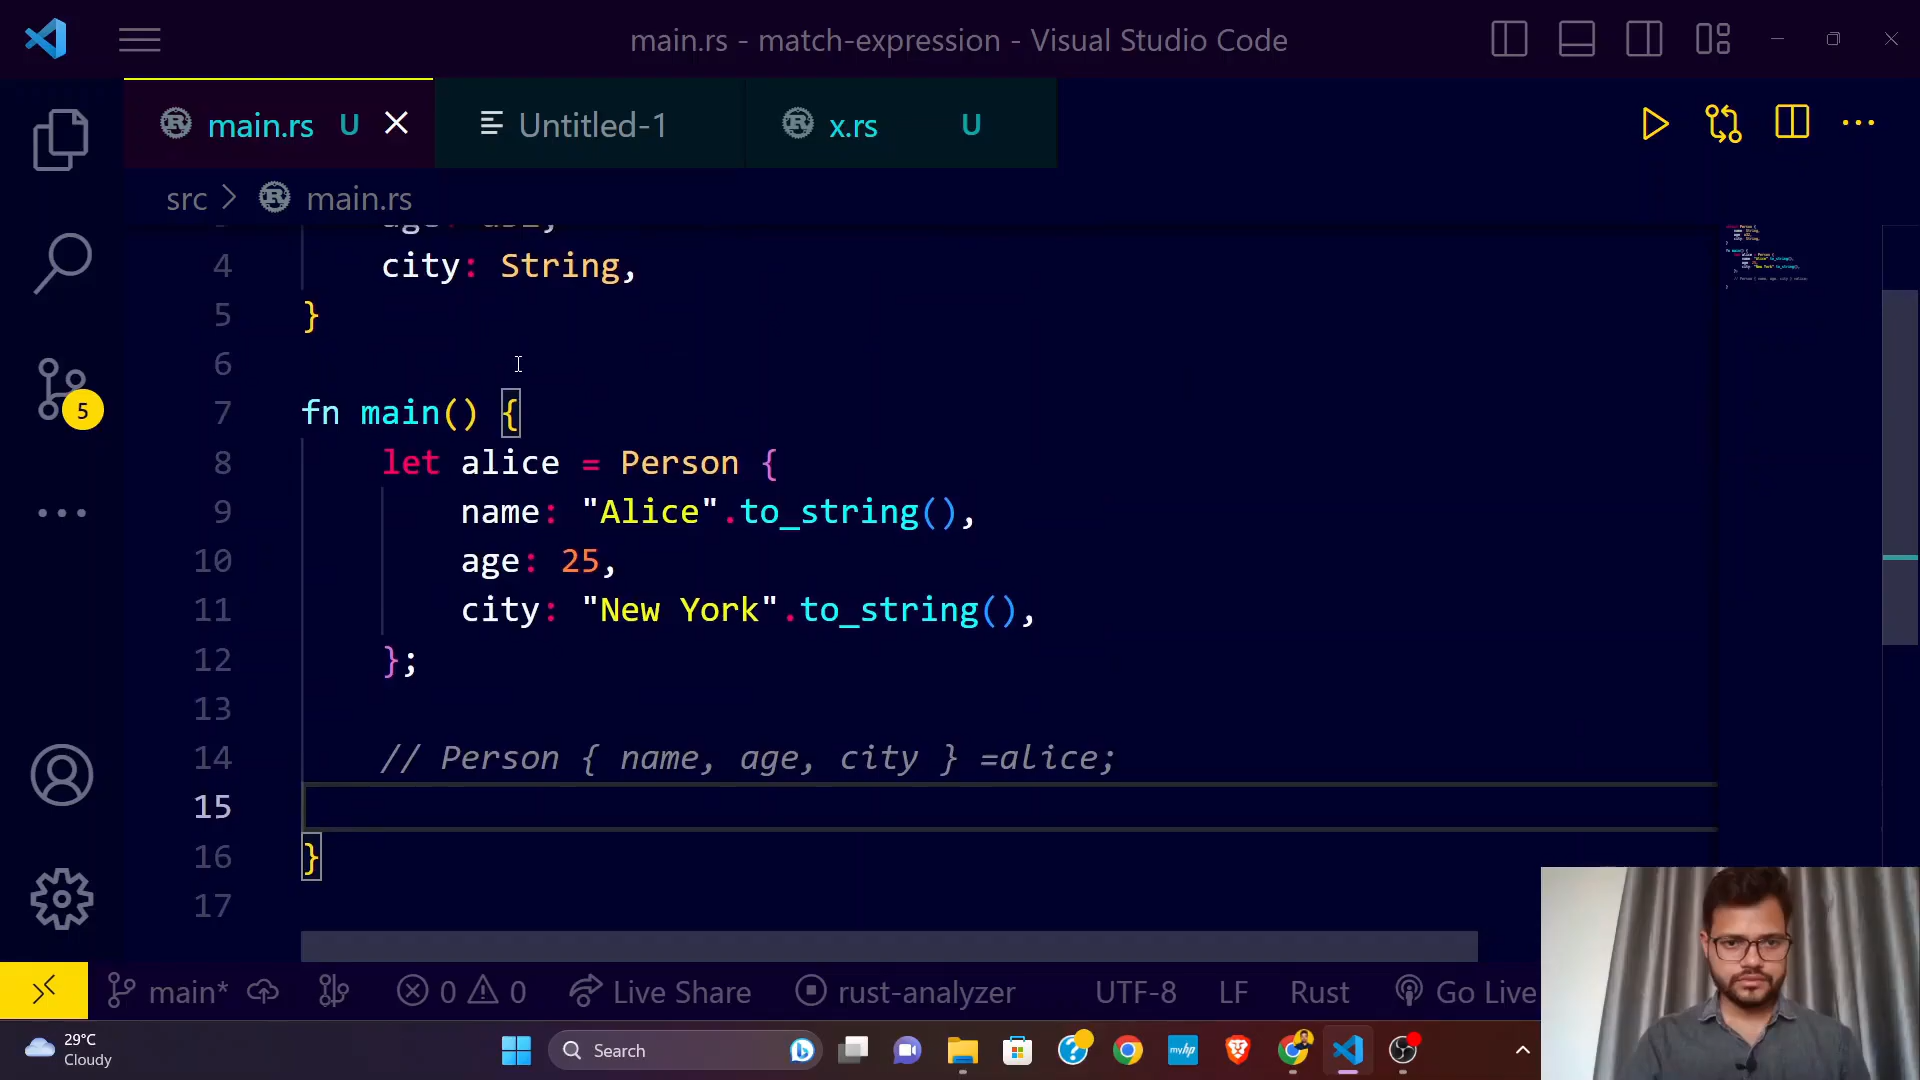 main.rs - match-expression - Visual Studio Code
main.rs U Untitled-1 x.rs U
src > main.rs
4 city: String,
5 }
6
7 fn main() {
8 let alice = Person {
9 name: "Alice".to_string(),
10 age: 25,
11 city: "New York".to_string(),
12 };
13
14 // Person { name, age, city } =alice;
15
16 }
17
5
main* 0 0 Live Share rust-analyzer UTF-8 LF Rust Go Live
29°C
Cloudy
Search
myhp